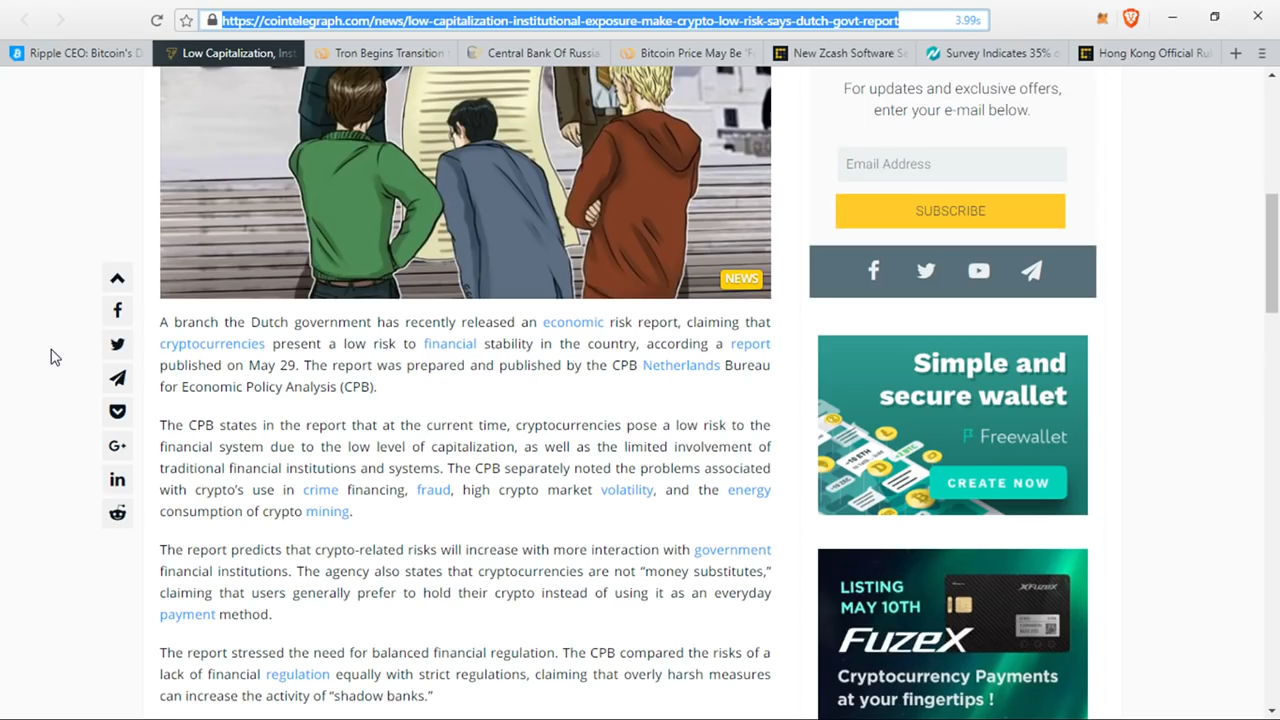 https://cointelegraph.com/news/low-capitalization-institutional-exposure-make-crypto-low-risk-says-dutch-govt-report
3.99s
Ripple CEO: Bitcoin's D
Low Capitalization, Inst
Tron Begins Transition
Central Bank Of Russia
Bitcoin Price May Be 'F
New Zcash Software Se
Survey Indicates 35% o
Hong Kong Official R
For updates and exclusive offers,
enter your e-mail below.
Email Address
SUBSCRIBE
NEWS
A branch the Dutch government has recently released an economic risk report, claiming that
cryptocurrencies present a low risk to financial stability in the country, according a report
published on May 29. The report was prepared and published by the CPB Netherlands Bureau
for Economic Policy Analysis (CPB).
The CPB states in the report that at the current time, cryptocurrencies pose a low risk to the
financial system due to the low level of capitalization, as well as the limited involvement of
traditional financial institutions and systems. The CPB separately noted the problems associated
with crypto's use in crime financing, fraud, high crypto market volatility, and the energy
consumption of crypto mining.
The report predicts that crypto-related risks will increase with more interaction with government
financial institutions. The agency also states that cryptocurrencies are not “money substitutes,”
claiming that users generally prefer to hold their crypto instead of using it as an everyday
payment method.
The report stressed the need for balanced financial regulation. The CPB compared the risks of a
lack of financial regulation equally with strict regulations, claiming that overly harsh measures
can increase the activity of “shadow banks.”
Simple and
secure wallet
Freewallet
CREATE NOW
LISTING
MAY 10TH
XFUZEX
FUZEX
Cryptocurrency Payments
at your fingertips !